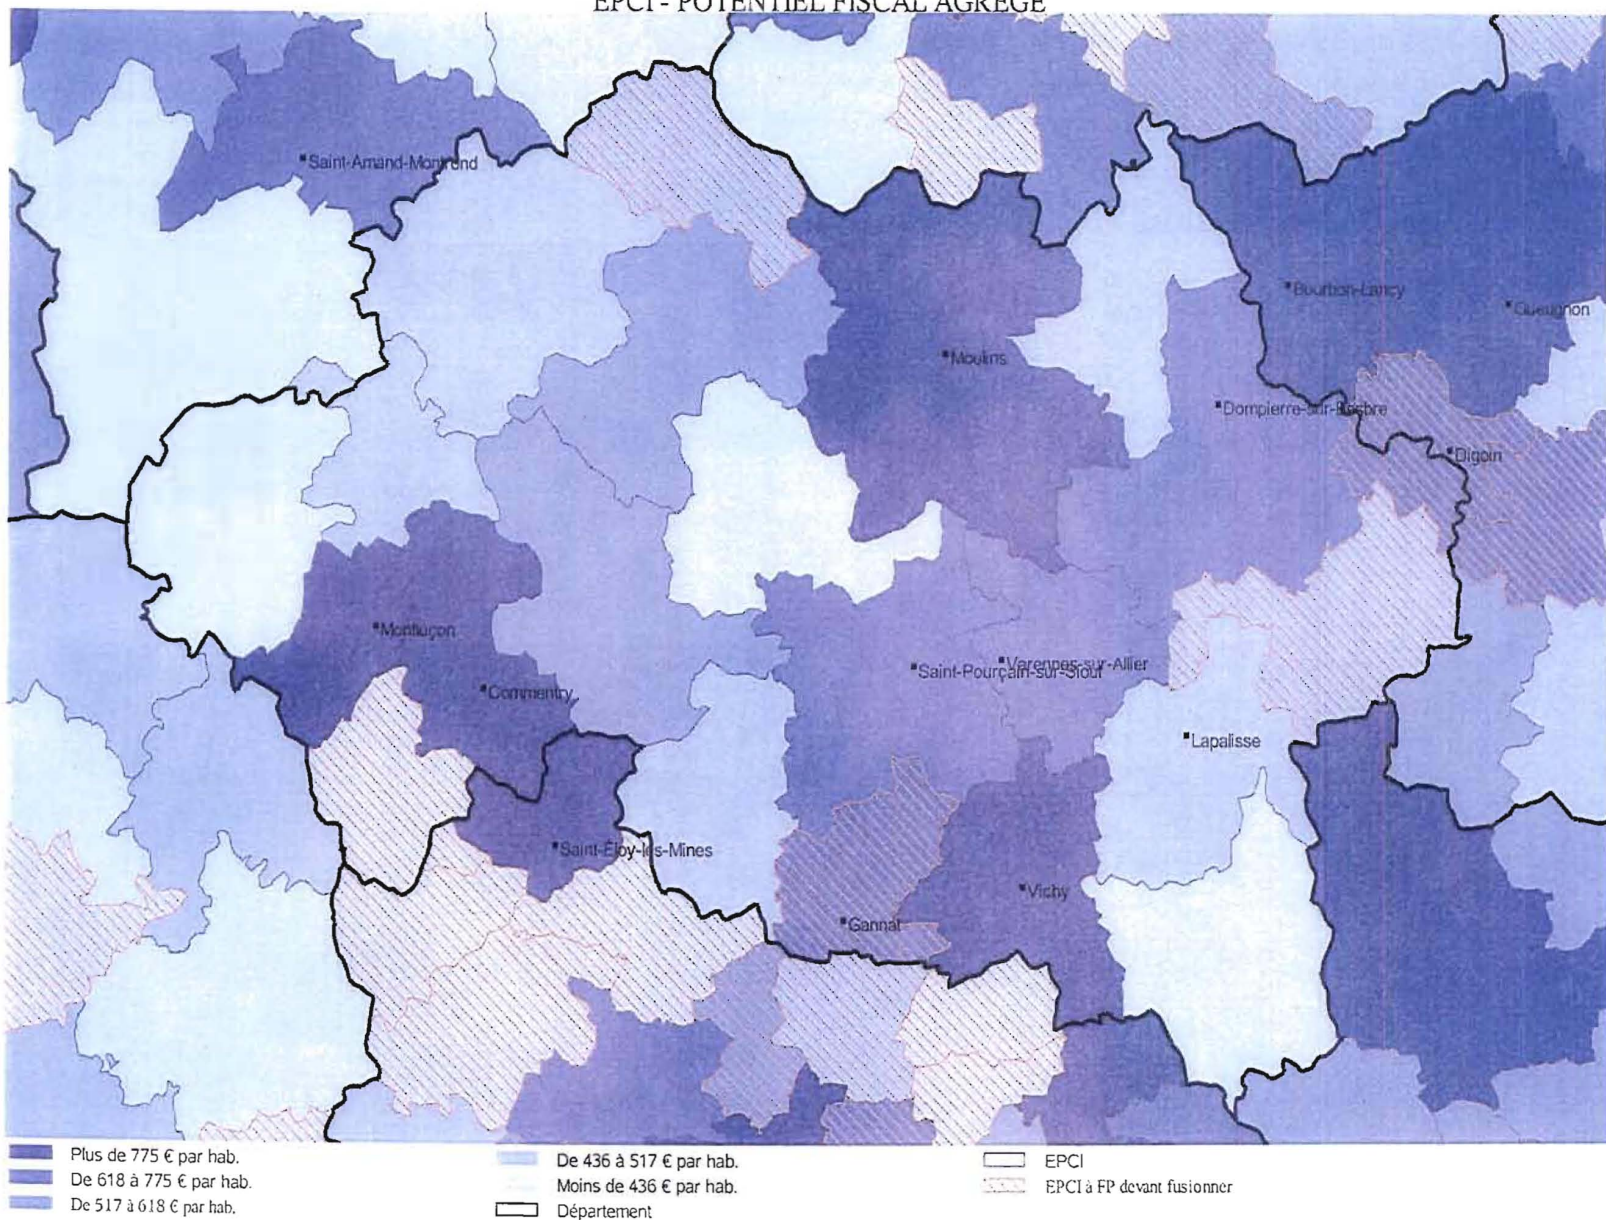 EPCI - POTENTIEL FISCAL AGREGE
Saint-Amand-Montrond
Bourbon-Lancy
Gueugnon
Moulins
Dompierre-sur-Besbre
Digoin
Montluçon
Varennes-sur-Allier
Saint-Pourçain-sur-Sioul
Commentry
Lapalisse
Saint-Éloy-les-Mines
Vichy
Gannat
Plus de 775 € par hab.
De 618 à 775 € par hab.
De 517 à 618 € par hab.
De 436 à 517 € par hab.
Moins de 436 € par hab.
Département
EPCI
EPCI à FP devant fusionner